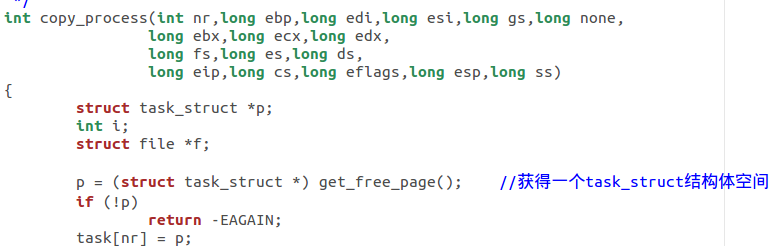 */
int copy_process(int nr,long ebp,long edi,long esi,long gs,long none,
                long ebx,long ecx,long edx,
                long fs,long es,long ds,
                long eip,long cs,long eflags,long esp,long ss)
{
        struct task_struct *p;
        int i;
        struct file *f;

        p = (struct task_struct *) get_free_page();    //获得一个task_struct结构体空间
        if (!p)
                return -EAGAIN;
        task[nr] = p;